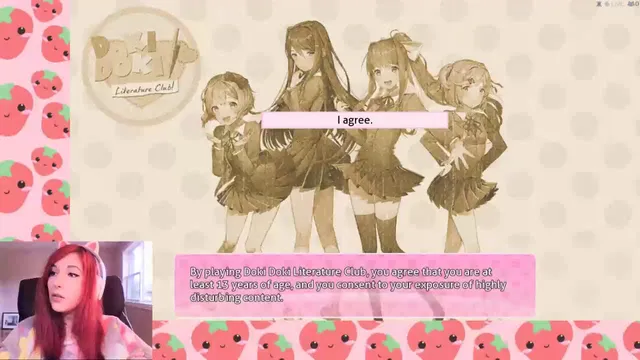 DOKI
DOKI
Literature Club!
I agree.
By playing Doki Doki Literature Club, you agree that you are at
least 13 years of age, and you consent to your exposure of highly
disturbing content.